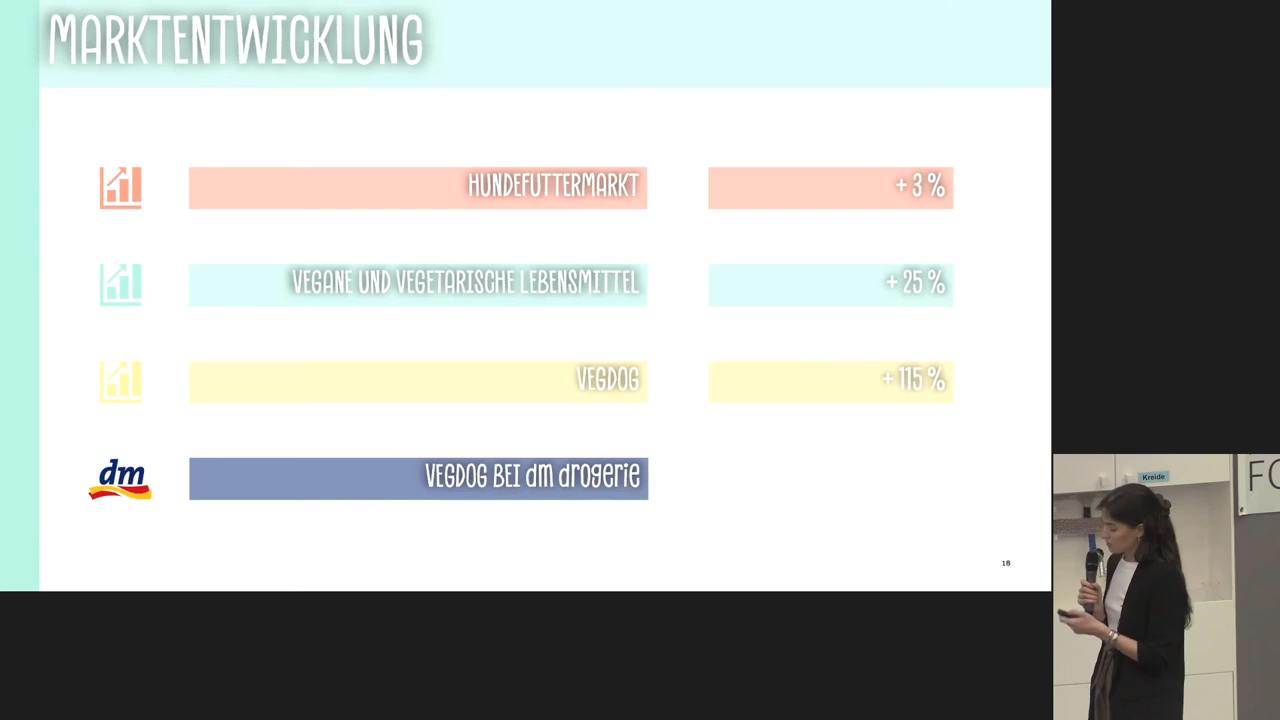 MARKTENTWICKLUNG
HUNDEFUTTERMARKT + 3 %
VEGANE UND VEGETARISCHE LEBENSMITTEL + 25 %
VEGDOG + 115 %
dm VEGDOG BEI dm drogerie
18
Kreide
FO